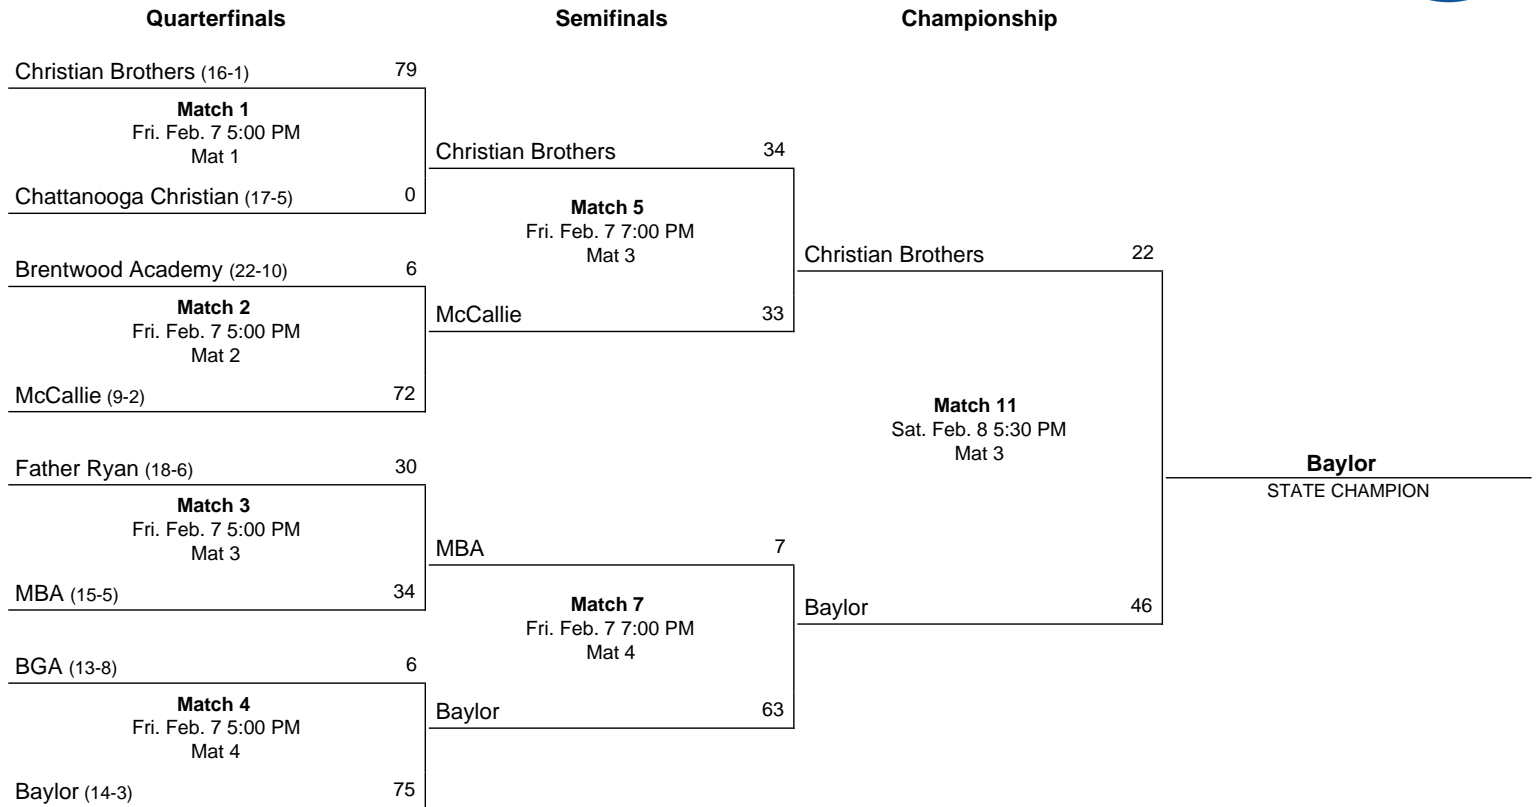 Quarterfinals
Semifinals
Championship
Christian Brothers (16-1) 79
Match 1
Fri. Feb. 7 5:00 PM
Mat 1
Chattanooga Christian (17-5) 0
Brentwood Academy (22-10) 6
Match 2
Fri. Feb. 7 5:00 PM
Mat 2
McCallie (9-2) 72
Father Ryan (18-6) 30
Match 3
Fri. Feb. 7 5:00 PM
Mat 3
MBA (15-5) 34
BGA (13-8) 6
Match 4
Fri. Feb. 7 5:00 PM
Mat 4
Baylor (14-3) 75
Christian Brothers 34
Match 5
Fri. Feb. 7 7:00 PM
Mat 3
McCallie 33
MBA 7
Match 7
Fri. Feb. 7 7:00 PM
Mat 4
Baylor 63
Christian Brothers 22
Match 11
Sat. Feb. 8 5:30 PM
Mat 3
Baylor 46
Baylor
STATE CHAMPION